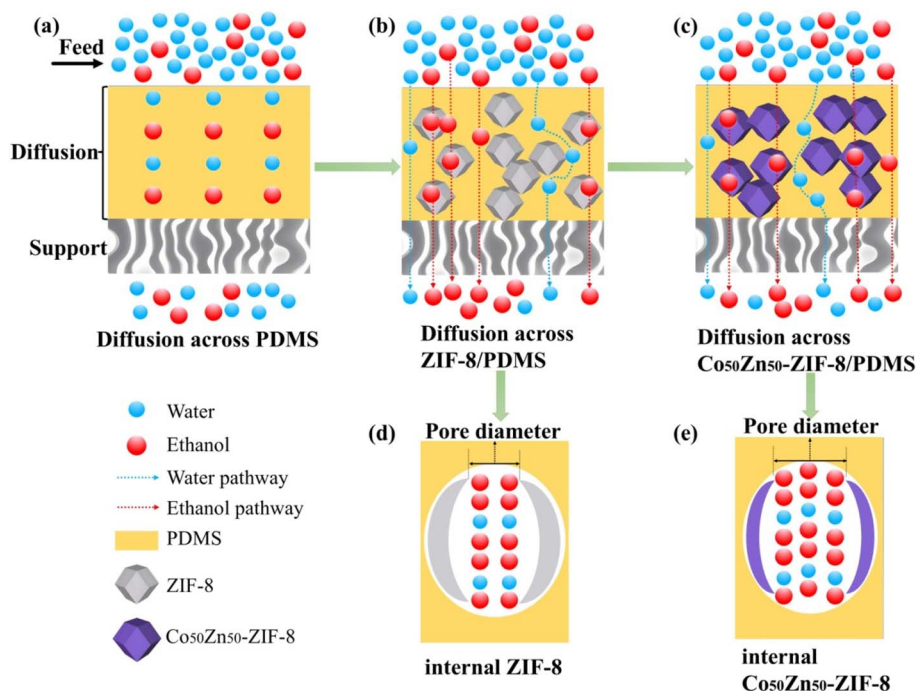 (a)
Feed
Diffusion
Support
Diffusion across PDMS
(b)
Diffusion across
ZIF-8/PDMS
(c)
Diffusion across
Co50Zn50-ZIF-8/PDMS
Water
Ethanol
Water pathway
Ethanol pathway
PDMS
ZIF-8
Co50Zn50-ZIF-8
(d)
Pore diameter
internal ZIF-8
(e)
Pore diameter
internal
Co50Zn50-ZIF-8